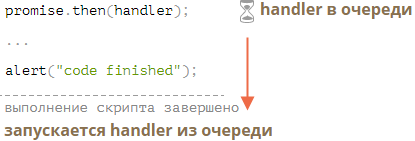 promise.then(handler);
handler в очереди
...
alert("code finished");
выполнение скрипта завершено
запускается handler из очереди